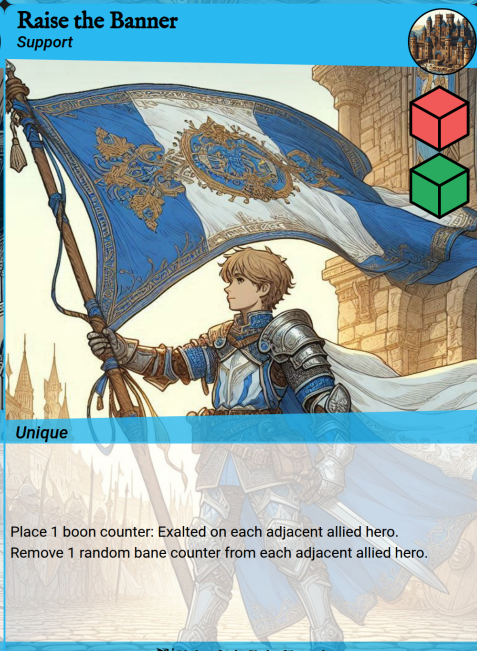 Raise the Banner
Support
Unique
Place 1 boon counter: Exalted on each adjacent allied hero.
Remove 1 random bane counter from each adjacent allied hero.